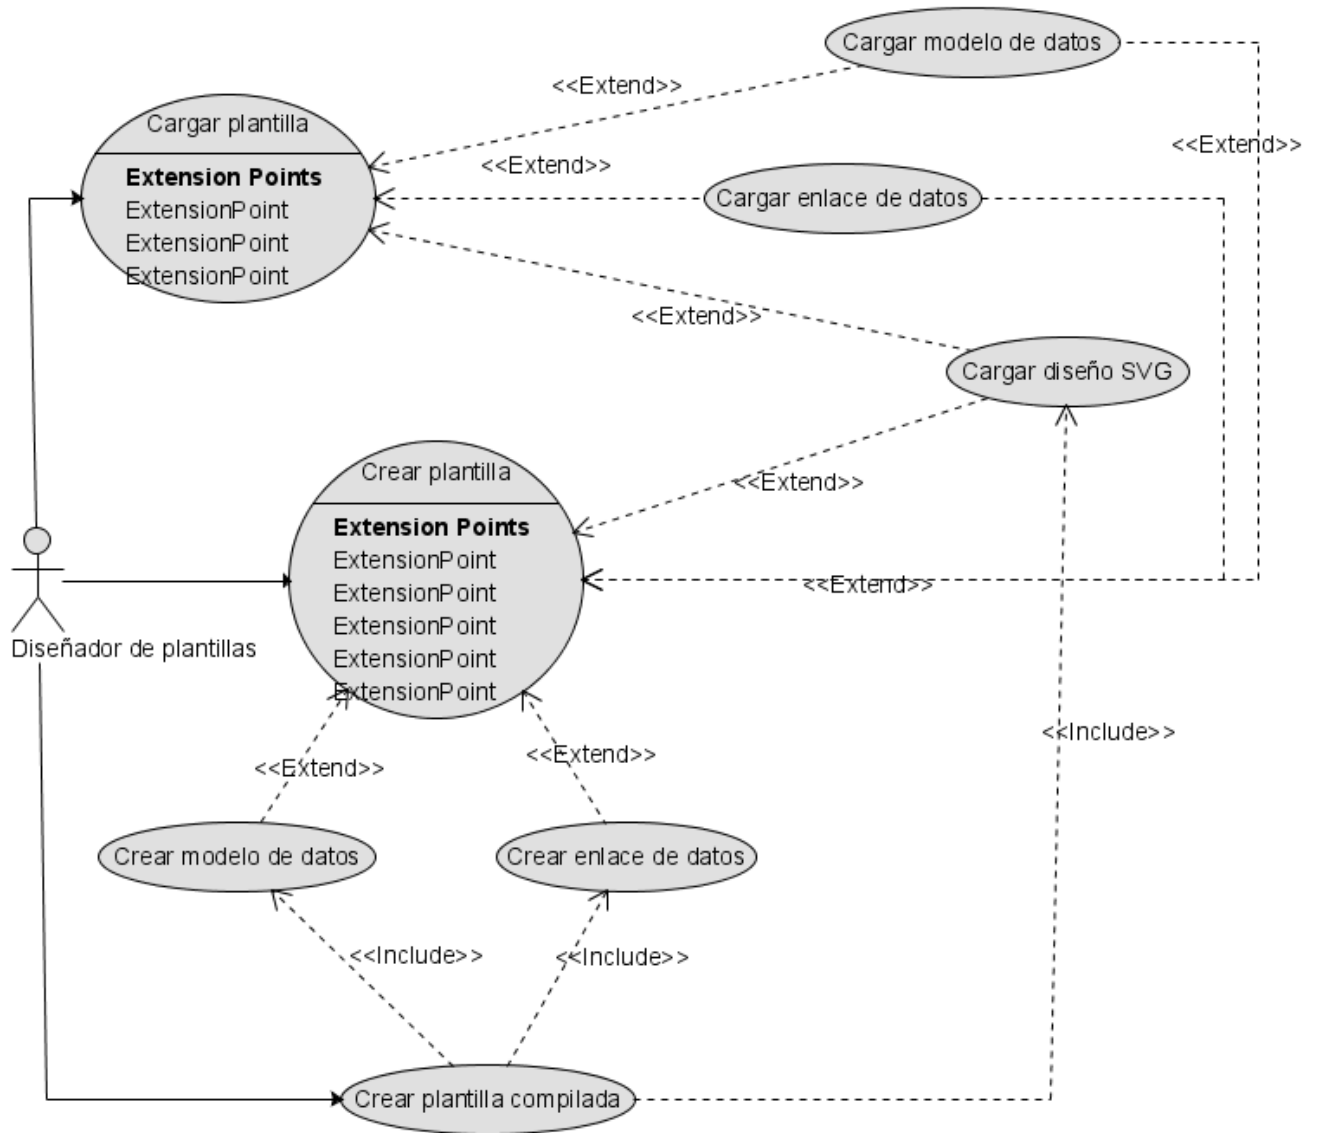 Cargar modelo de datos
<<Extend>>
Cargar plantilla
<<Extend>>
<<Extend>>
Extension Points
ExtensionPoint
ExtensionPoint
ExtensionPoint
Cargar enlace de datos
<<Extend>>
Cargar diseño SVG
Crear plantilla
<<Extend>>
Extension Points
ExtensionPoint
ExtensionPoint
ExtensionPoint
ExtensionPoint
ExtensionPoint
<<Extend>>
Diseñador de plantillas
<<Include>>
<<Extend>>
<<Extend>>
Crear modelo de datos
Crear enlace de datos
<<Include>>
<<Include>>
Crear plantilla compilada